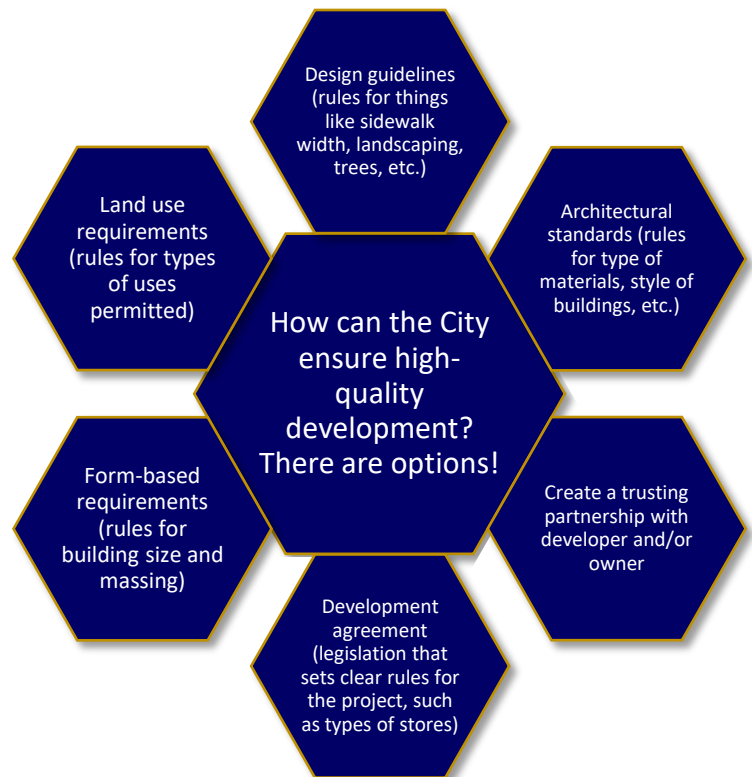 Design guidelines
(rules for things
like sidewalk
width, landscaping,
trees, etc.)
Architectural
standards (rules
for type of
materials, style of
buildings, etc.)
Create a trusting
partnership with
developer and/or
owner
Development
agreement
(legislation that
sets clear rules for
the project, such
as types of stores)
Form-based
requirements
(rules for
building size and
massing)
Land use
requirements
(rules for types
of uses
permitted)
How can the City
ensure high-
quality
development?
There are options!